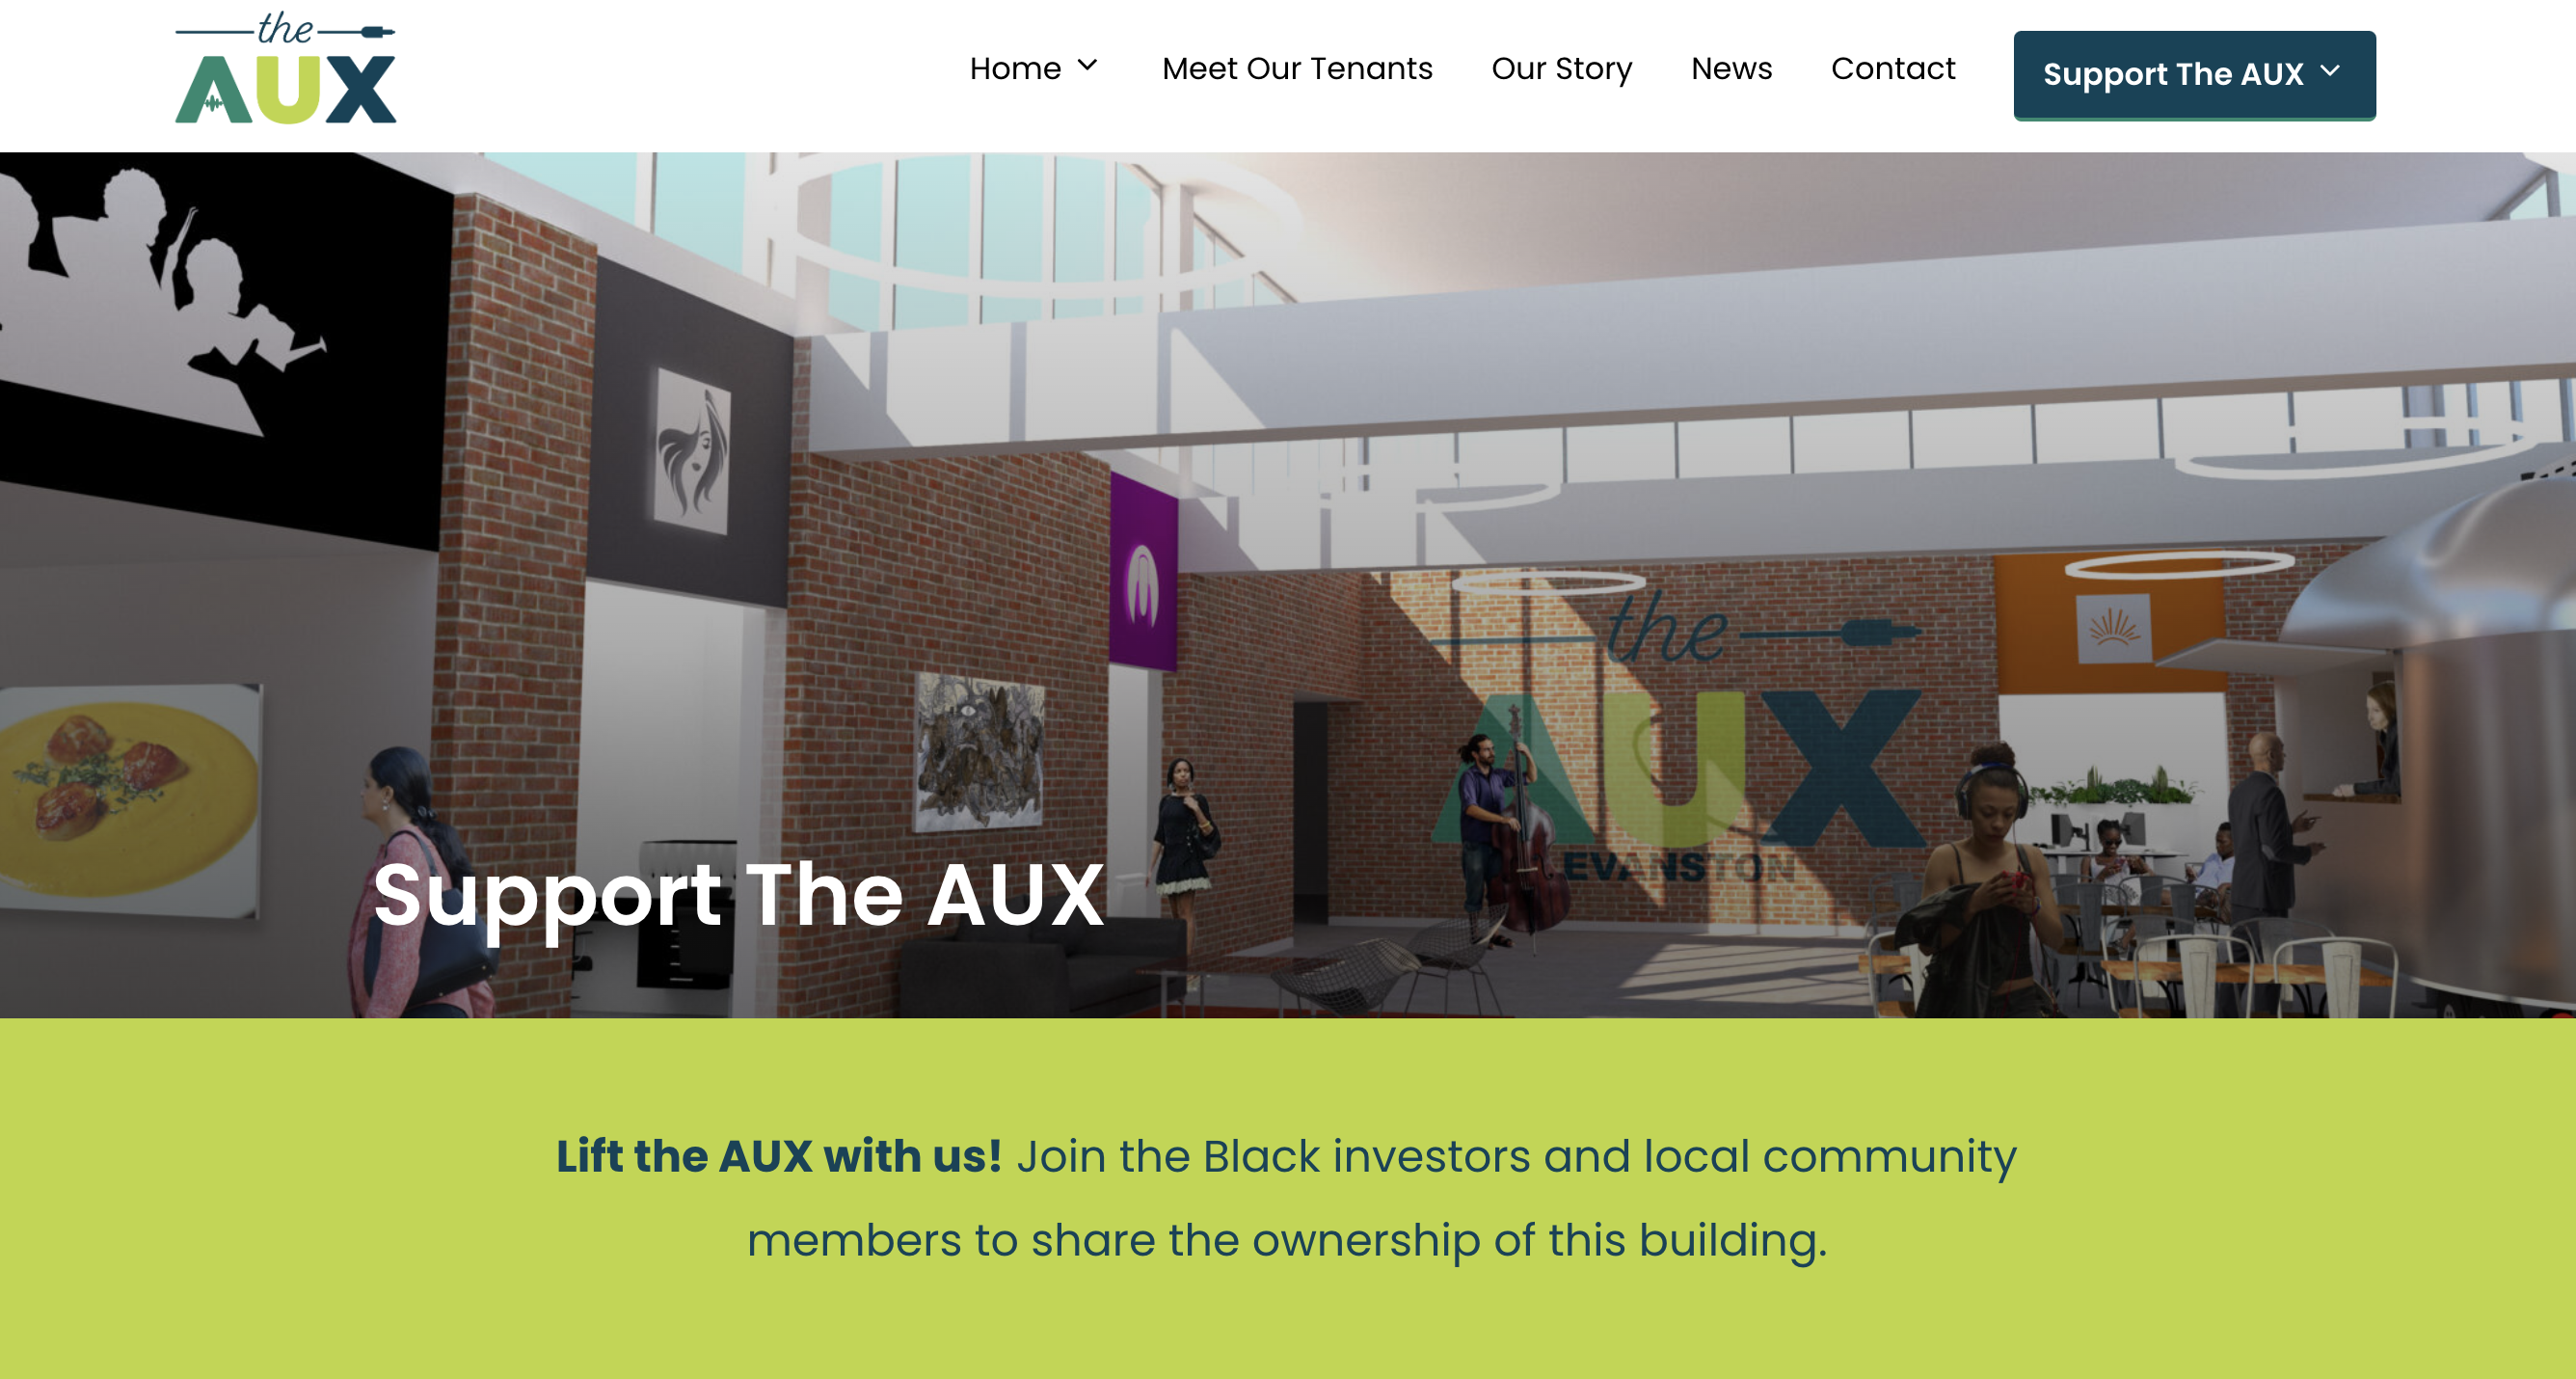 the
AUX
Home
Meet Our Tenants
Our Story
News
Contact
Support The AUX
the
AUX
EVANSTON
Support The AUX
Lift the AUX with us! Join the Black investors and local community
members to share the ownership of this building.